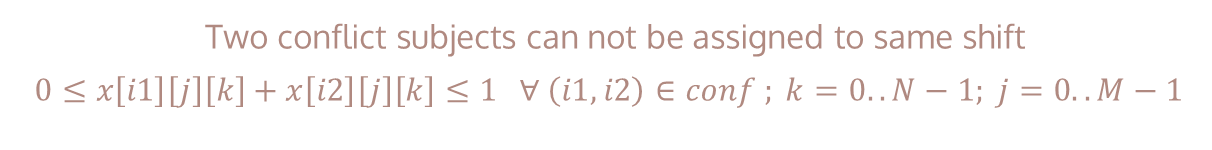 Two conflict subjects can not be assigned to same shift
0 ≤ x[i1][j][k] + x[i2][j][k] ≤ 1 ∀ (i1, i2) ∈ conf ; k = 0..N − 1; j = 0..M − 1